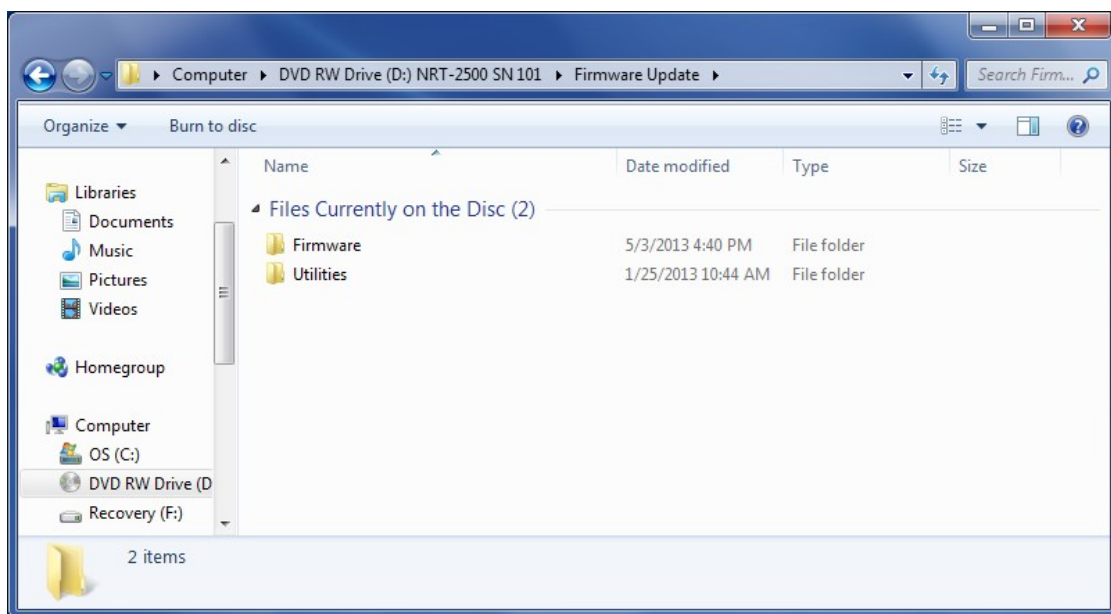 Computer ▸ DVD RW Drive (D:) NRT-2500 SN 101 ▸ Firmware Update ▸
Search Firm...
Organize ▾ Burn to disc
Name Date modified Type Size
Libraries
Documents
Music
Pictures
Videos
Homegroup
Computer
OS (C:)
DVD RW Drive (D
Recovery (F:)
Files Currently on the Disc (2)
Firmware 5/3/2013 4:40 PM File folder
Utilities 1/25/2013 10:44 AM File folder
2 items